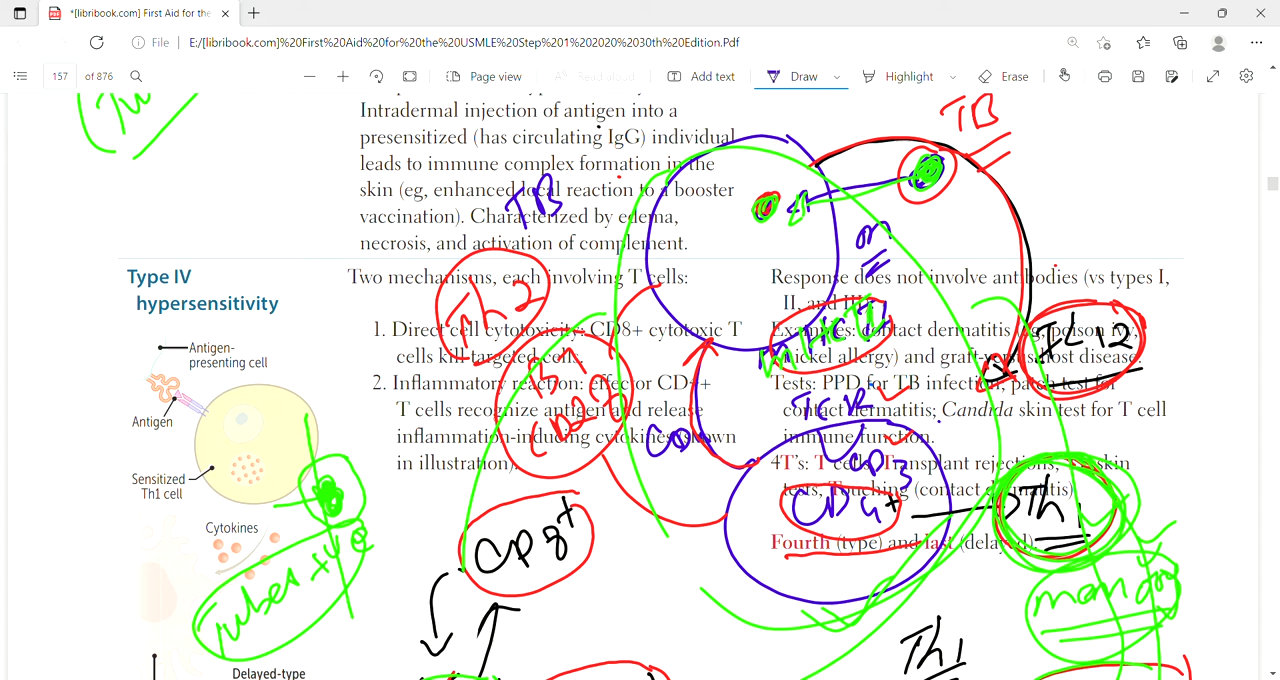 *[libribook.com] First Aid for the
File E:/[libribook.com]%20First%20Aid%20for%20the%20USMLE%20Step%201%202020%2030th%20Edition.Pdf
157 of 876 Page view Read aloud Add text Draw Highlight Erase
TB
Intradermal injection of antigen into a
presensitized (has circulating IgG) individual
leads to immune complex formation in the
skin (eg, enhanced local reaction to a booster
vaccination). Characterized by edema,
necrosis, and activation of complement.
TB
on
Type IV
hypersensitivity
Two mechanisms, each involving T cells:
1. Direct cell cytotoxicity: CD8+ cytotoxic T
cells kill targeted cells.
2. Inflammatory reaction: effector CD4+
T cells recognize antigen and release
inflammation-inducing cytokines (shown
in illustration).
Response does not involve antibodies (vs types I,
II, and III).
Examples: contact dermatitis (eg, poison ivy,
nickel allergy) and graft-versus-host disease.
Tests: PPD for TB infection; patch test for
contact dermatitis; Candida skin test for T cell
immune function.
4T's: T cells, Transplant rejections, TB skin
tests, Touching (contact dermatitis).
Fourth (type) and last (delayed).
Th2
IL12
B7
CD28
TCR
CD3
CD4+
Th1
CD8+
Antigen-
presenting cell
Antigen
Sensitized
Th1 cell
Cytokines
Th1
Delayed-type